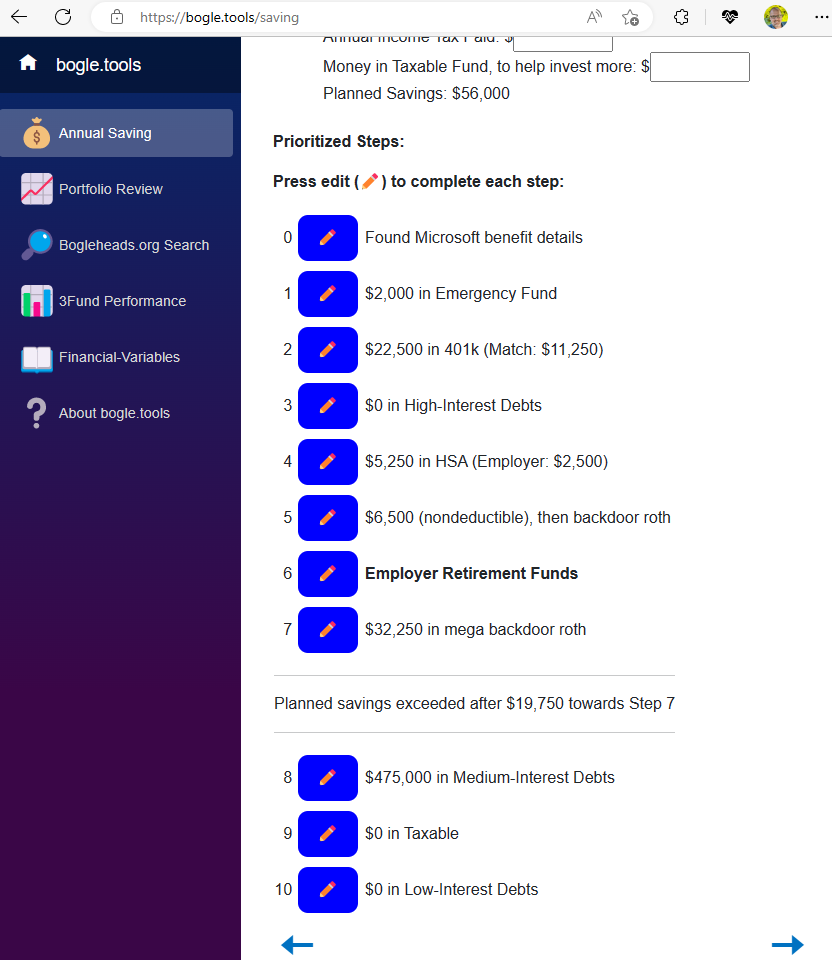 https://bogle.tools/saving
bogle.tools
Annual Saving
Portfolio Review
Bogleheads.org Search
3Fund Performance
Financial-Variables
About bogle.tools
Annual Income Tax Paid: $
Money in Taxable Fund, to help invest more: $
Planned Savings: $56,000
Prioritized Steps:
Press edit ( ) to complete each step:
0 Found Microsoft benefit details
1 $2,000 in Emergency Fund
2 $22,500 in 401k (Match: $11,250)
3 $0 in High-Interest Debts
4 $5,250 in HSA (Employer: $2,500)
5 $6,500 (nondeductible), then backdoor roth
6 Employer Retirement Funds
7 $32,250 in mega backdoor roth
Planned savings exceeded after $19,750 towards Step 7
8 $475,000 in Medium-Interest Debts
9 $0 in Taxable
10 $0 in Low-Interest Debts